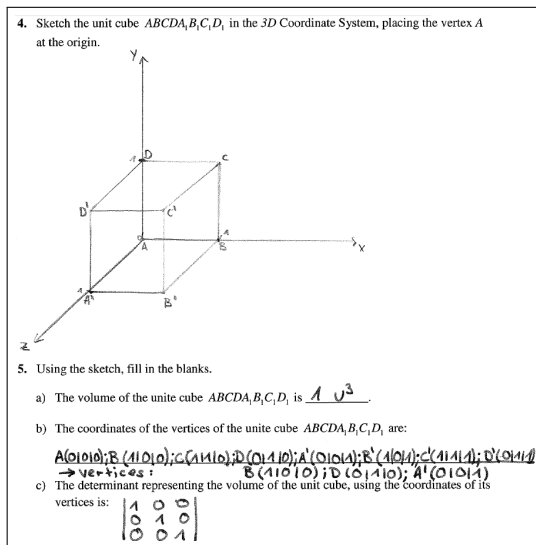 4. Sketch the unit cube ABCDA₁B₁C₁D₁ in the 3D Coordinate System, placing the vertex A
at the origin.
Y
1 D
C
D'
C'
1
A
B
X
1
A'
B'
Z
5. Using the sketch, fill in the blanks.
a) The volume of the unite cube ABCDA₁B₁C₁D₁ is 1 U³.
b) The coordinates of the vertices of the unite cube ABCDA₁B₁C₁D₁ are:
A(0|0|0);B(1|0|0);C(1|1|0);D(0|1|0);A'(0|0|1);B'(1|0|1);C'(1|1|1);D'(0|1|1)
→ vertices: B(1|0|0); D(0|1|0); A'(0|0|1)
c) The determinant representing the volume of the unit cube, using the coordinates of its
vertices is: |1 0 0|
|0 1 0|
|0 0 1|